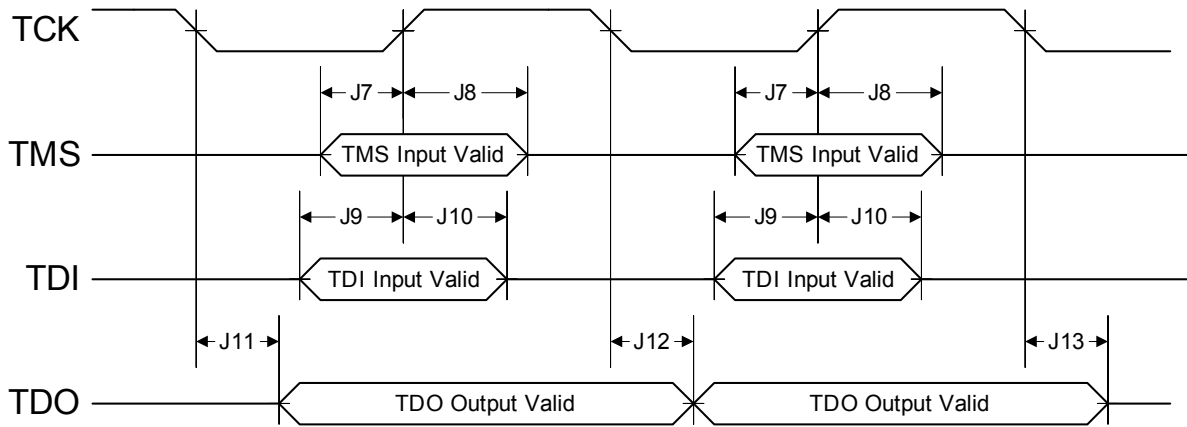 TCK
J7 J8 J7 J8
TMS TMS Input Valid TMS Input Valid
J9 J10 J9 J10
TDI TDI Input Valid TDI Input Valid
J11 J12 J13
TDO TDO Output Valid TDO Output Valid